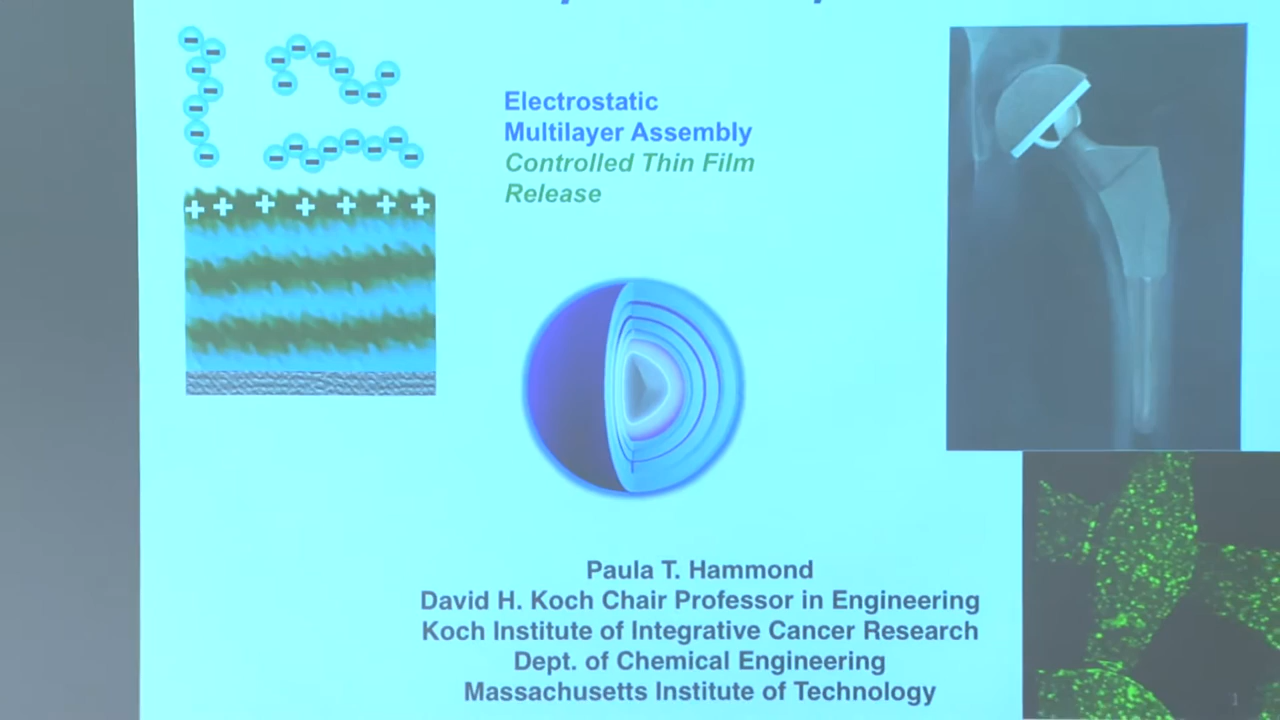 Electrostatic
Multilayer Assembly
Controlled Thin Film
Release
Paula T. Hammond
David H. Koch Chair Professor in Engineering
Koch Institute of Integrative Cancer Research
Dept. of Chemical Engineering
Massachusetts Institute of Technology
1